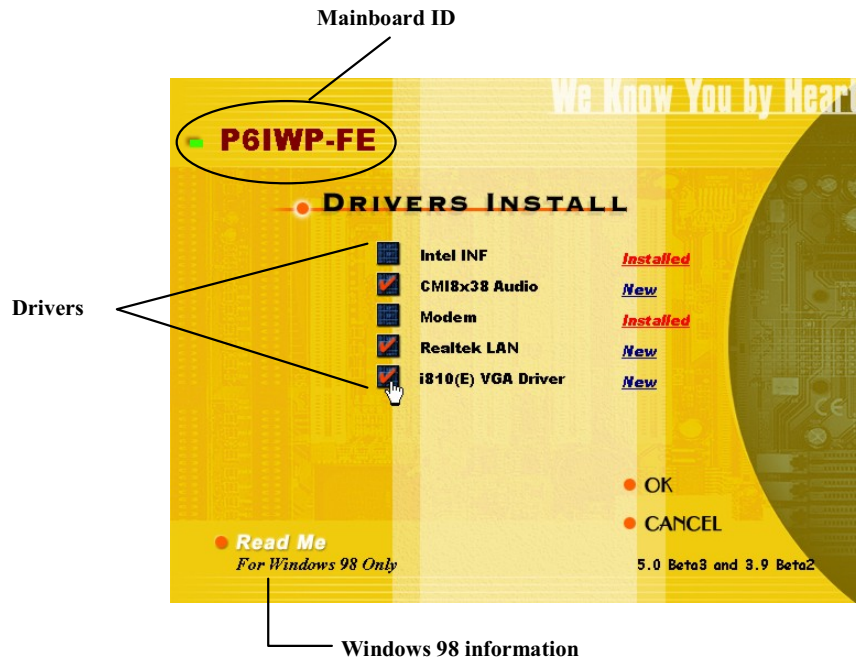 Mainboard ID
We Know You by Heart
P6IWP-FE
DRIVERS INSTALL
Intel INF Installed
CMI8x38 Audio New
Modem Installed
Drivers
Realtek LAN New
i810(E) VGA Driver New
OK
CANCEL
Read Me
For Windows 98 Only
5.0 Beta3 and 3.9 Beta2
Windows 98 information